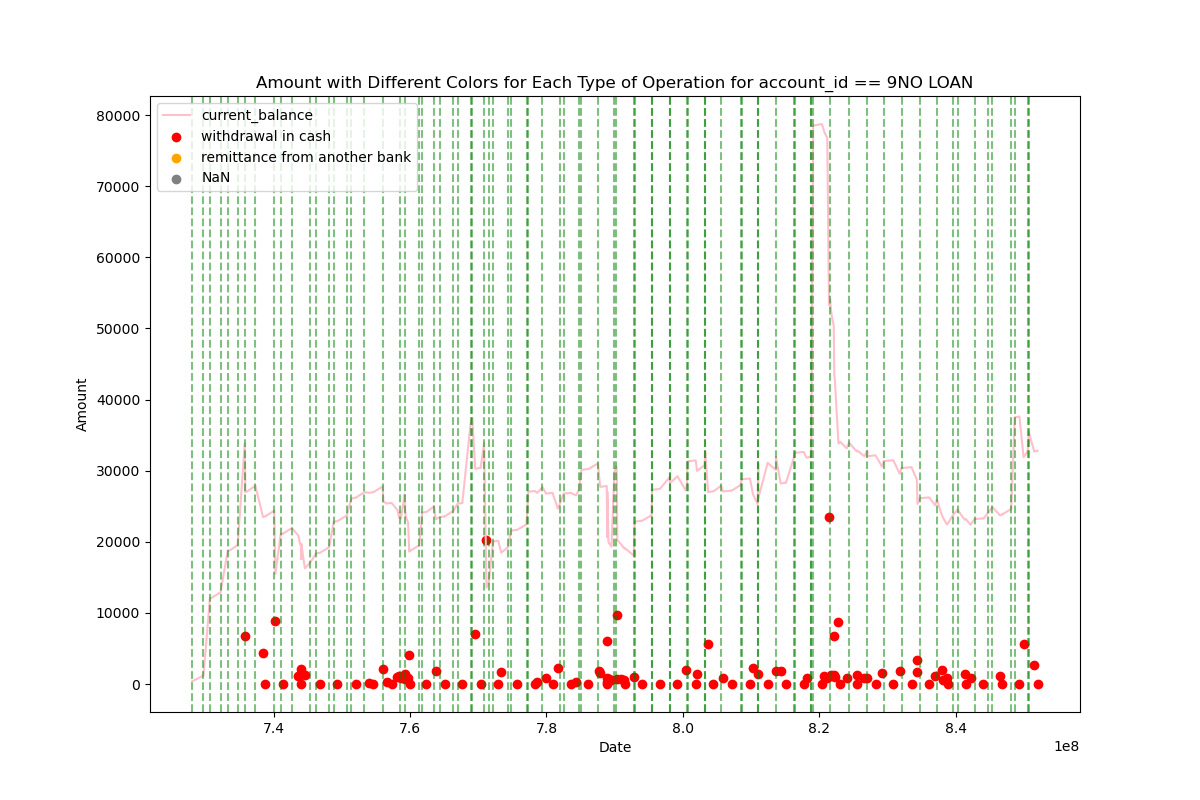 Amount with Different Colors for Each Type of Operation for account_id == 9NO LOAN
current_balance
withdrawal in cash
remittance from another bank
NaN
80000
70000
60000
50000
40000
30000
20000
10000
0
Amount
7.4
7.6
7.8
8.0
8.2
8.4
1e8
Date